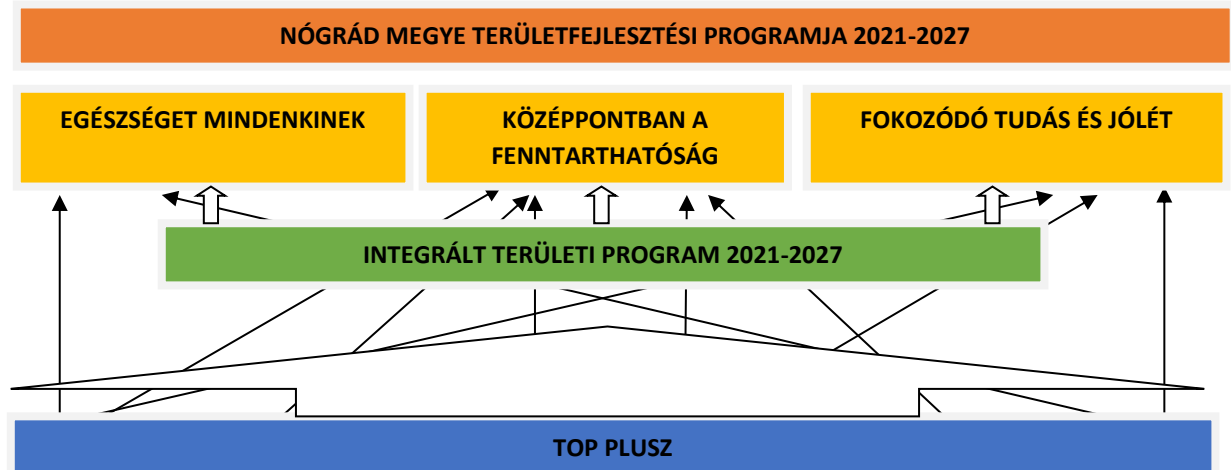 NÓGRÁD MEGYE TERÜLETFEJLESZTÉSI PROGRAMJA 2021-2027
EGÉSZSÉGET MINDENKINEK
KÖZÉPPONTBAN A
FENNTARTHATÓSÁG
FOKOZÓDÓ TUDÁS ÉS JÓLÉT
INTEGRÁLT TERÜLETI PROGRAM 2021-2027
TOP PLUSZ